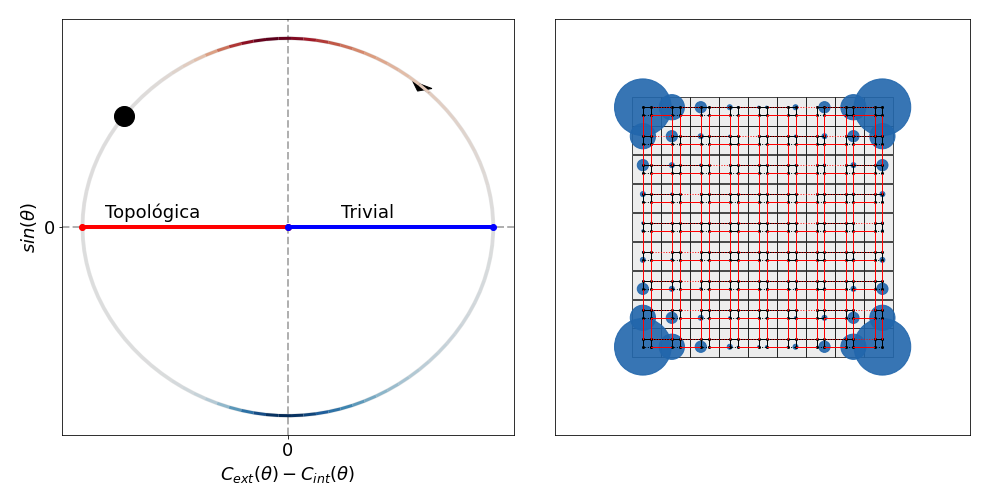 Topológica Trivial
sin(θ)
0
0
C_ext(θ) − C_int(θ)